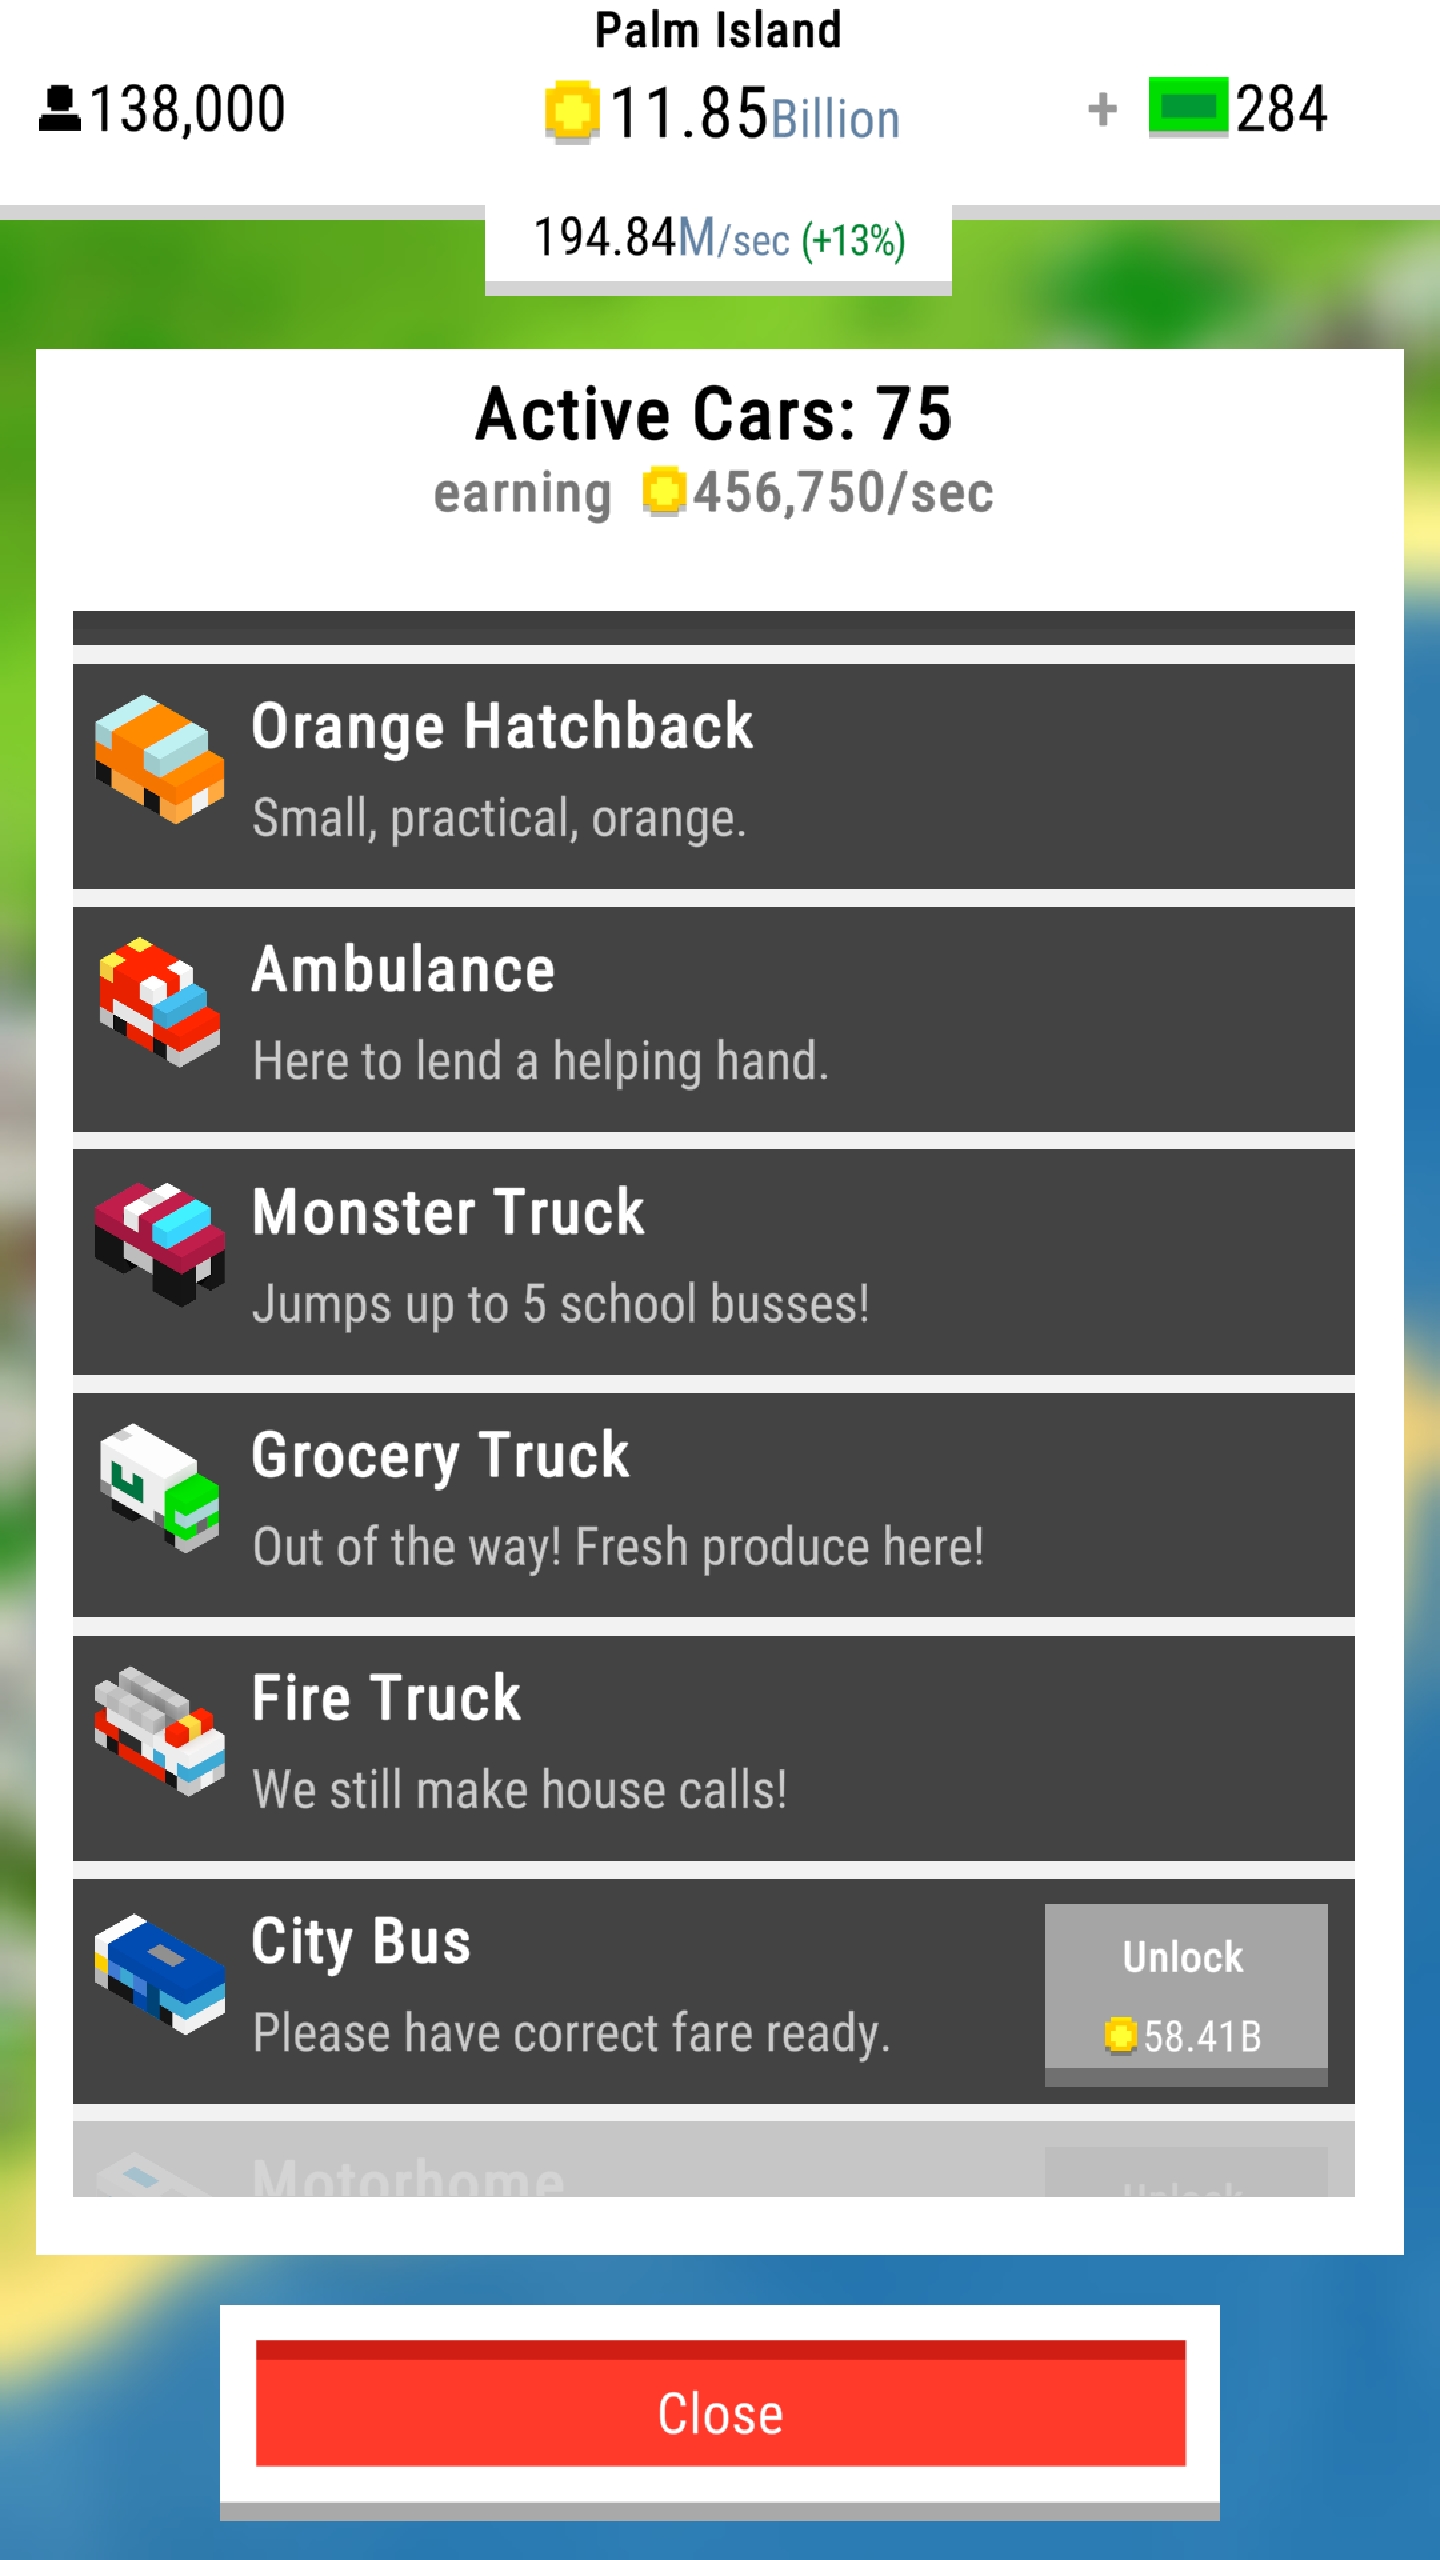 Palm Island
138,000
11.85Billion
+ 284
194.84M/sec (+13%)
Active Cars: 75
earning 456,750/sec
Orange Hatchback
Small, practical, orange.
Ambulance
Here to lend a helping hand.
Monster Truck
Jumps up to 5 school busses!
Grocery Truck
Out of the way! Fresh produce here!
Fire Truck
We still make house calls!
City Bus
Unlock
Please have correct fare ready.
58.41B
Motorhome
Unlock
Close